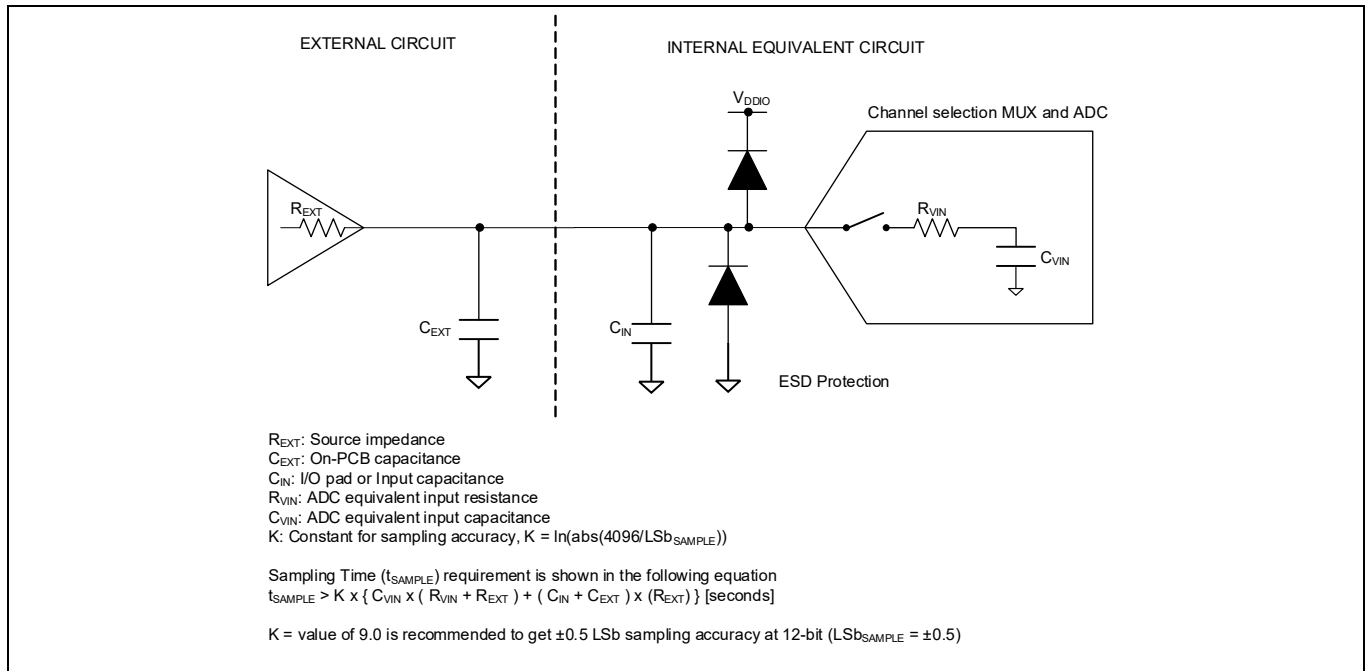 EXTERNAL CIRCUIT
INTERNAL EQUIVALENT CIRCUIT
VDDIO
Channel selection MUX and ADC
REXT
RVIN
CVIN
CEXT
CIN
ESD Protection
REXT: Source impedance
CEXT: On-PCB capacitance
CIN: I/O pad or Input capacitance
RVIN: ADC equivalent input resistance
CVIN: ADC equivalent input capacitance
K: Constant for sampling accuracy, K = ln(abs(4096/LSbSAMPLE))
Sampling Time (tSAMPLE) requirement is shown in the following equation
tSAMPLE > K x { CVIN x ( RVIN + REXT ) + ( CIN + CEXT ) x (REXT) } [seconds]
K = value of 9.0 is recommended to get ±0.5 LSb sampling accuracy at 12-bit (LSbSAMPLE = ±0.5)